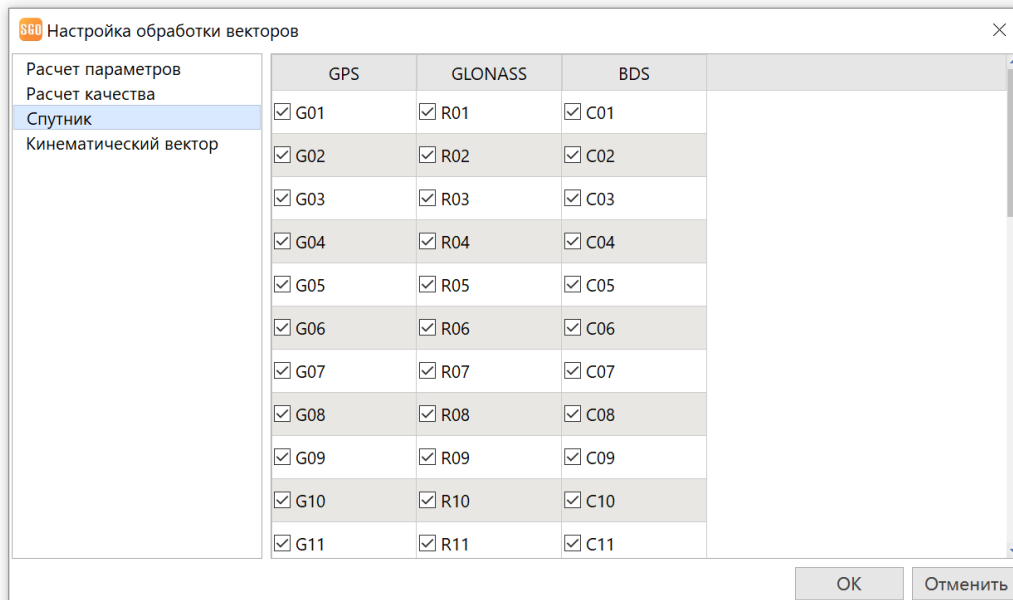 SGO Настройка обработки векторов
Расчет параметров
Расчет качества
Спутник
Кинематический вектор
GPS GLONASS BDS
G01 R01 C01
G02 R02 C02
G03 R03 C03
G04 R04 C04
G05 R05 C05
G06 R06 C06
G07 R07 C07
G08 R08 C08
G09 R09 C09
G10 R10 C10
G11 R11 C11
ОК Отменить